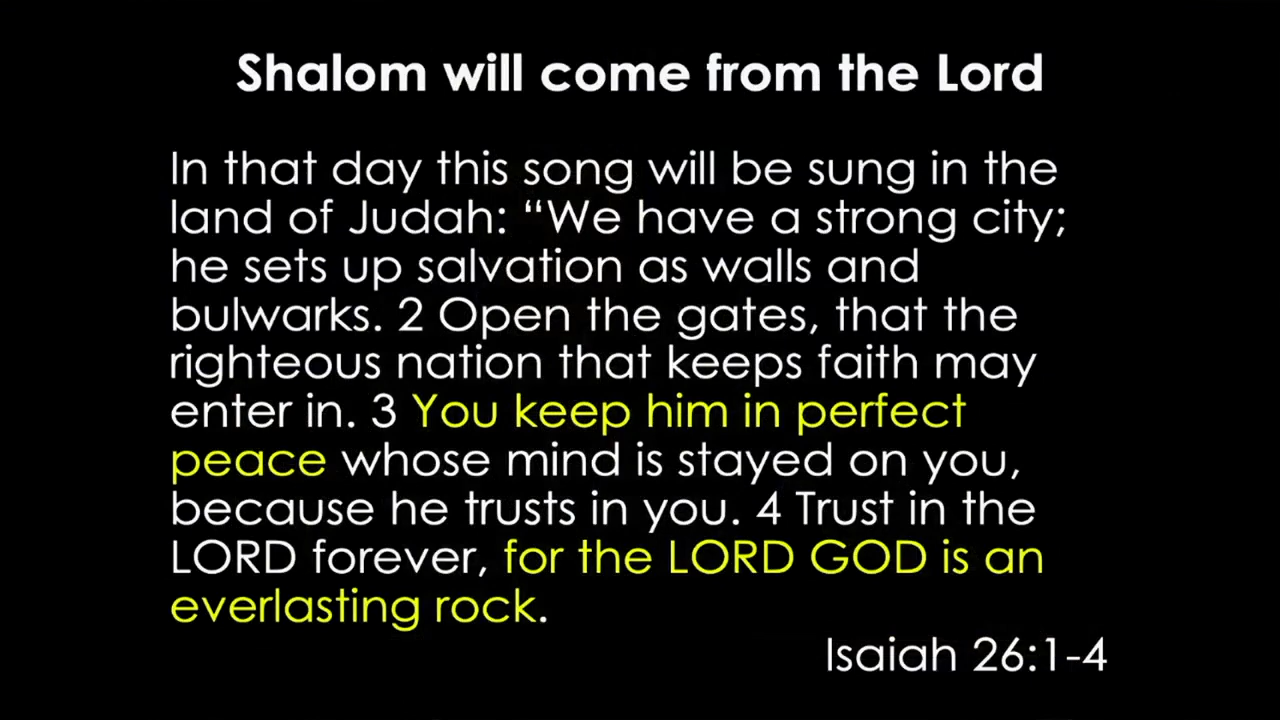 Shalom will come from the Lord
In that day this song will be sung in the
land of Judah: “We have a strong city;
he sets up salvation as walls and
bulwarks. 2 Open the gates, that the
righteous nation that keeps faith may
enter in. 3 You keep him in perfect
peace whose mind is stayed on you,
because he trusts in you. 4 Trust in the
LORD forever, for the LORD GOD is an
everlasting rock.
Isaiah 26:1-4